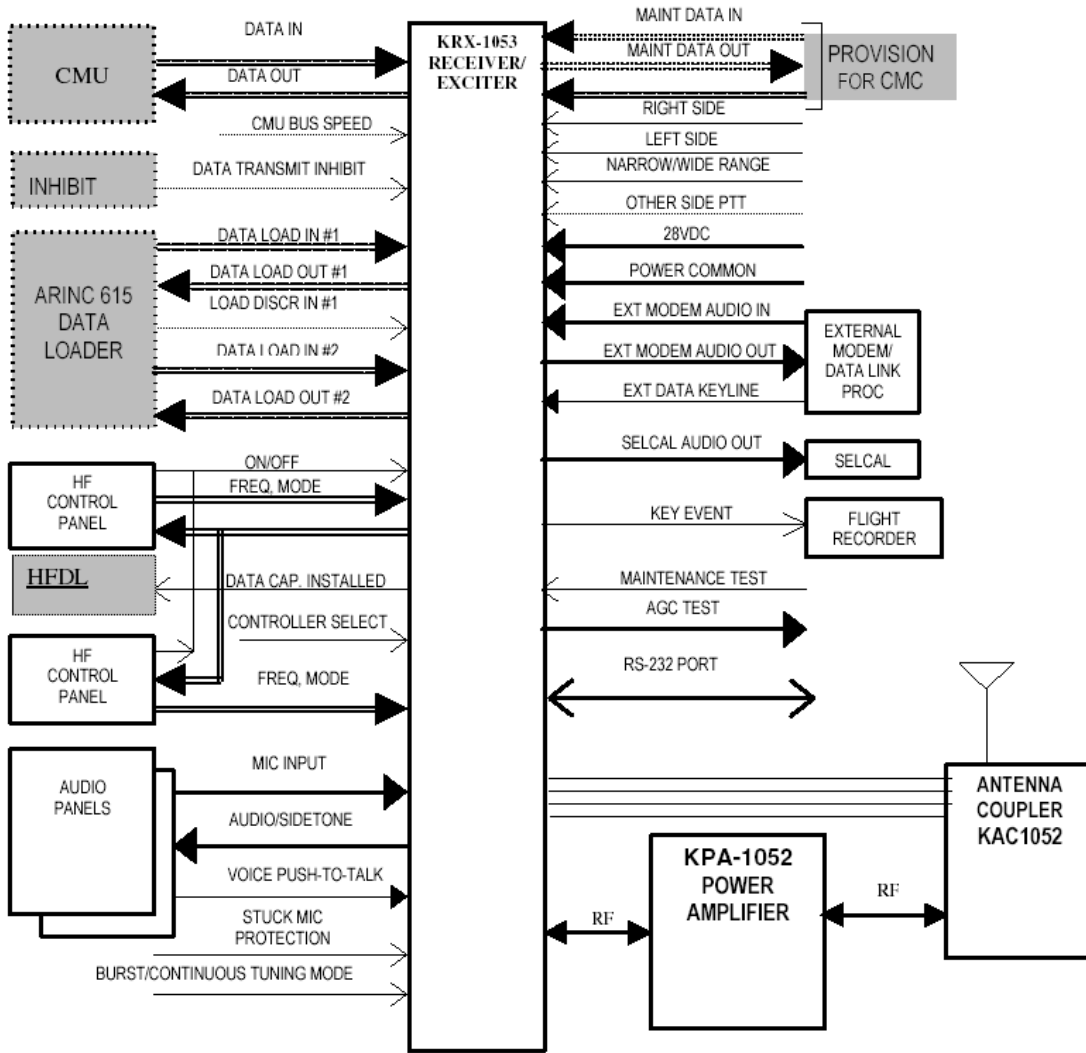 DATA IN
CMU
DATA OUT
CMU BUS SPEED
INHIBIT
DATA TRANSMIT INHIBIT
DATA LOAD IN #1
ARINC 615
DATA
LOADER
DATA LOAD OUT #1
LOAD DISCR IN #1
DATA LOAD IN #2
DATA LOAD OUT #2
HF
CONTROL
PANEL
ON/OFF
FREQ, MODE
HFDL
DATA CAP. INSTALLED
CONTROLLER SELECT
HF
CONTROL
PANEL
FREQ, MODE
AUDIO
PANELS
MIC INPUT
AUDIO/SIDETONE
VOICE PUSH-TO-TALK
STUCK MIC
PROTECTION
BURST/CONTINUOUS TUNING MODE
KRX-1053
RECEIVER/
EXCITER
MAINT DATA IN
MAINT DATA OUT
PROVISION
FOR CMC
RIGHT SIDE
LEFT SIDE
NARROW/WIDE RANGE
OTHER SIDE PTT
28VDC
POWER COMMON
EXT MODEM AUDIO IN
EXT MODEM AUDIO OUT
EXT DATA KEYLINE
EXTERNAL
MODEM/
DATA LINK
PROC
SELCAL AUDIO OUT
SELCAL
KEY EVENT
FLIGHT
RECORDER
MAINTENANCE TEST
AGC TEST
RS-232 PORT
ANTENNA
COUPLER
KAC1052
KPA-1052
POWER
AMPLIFIER
RF
RF